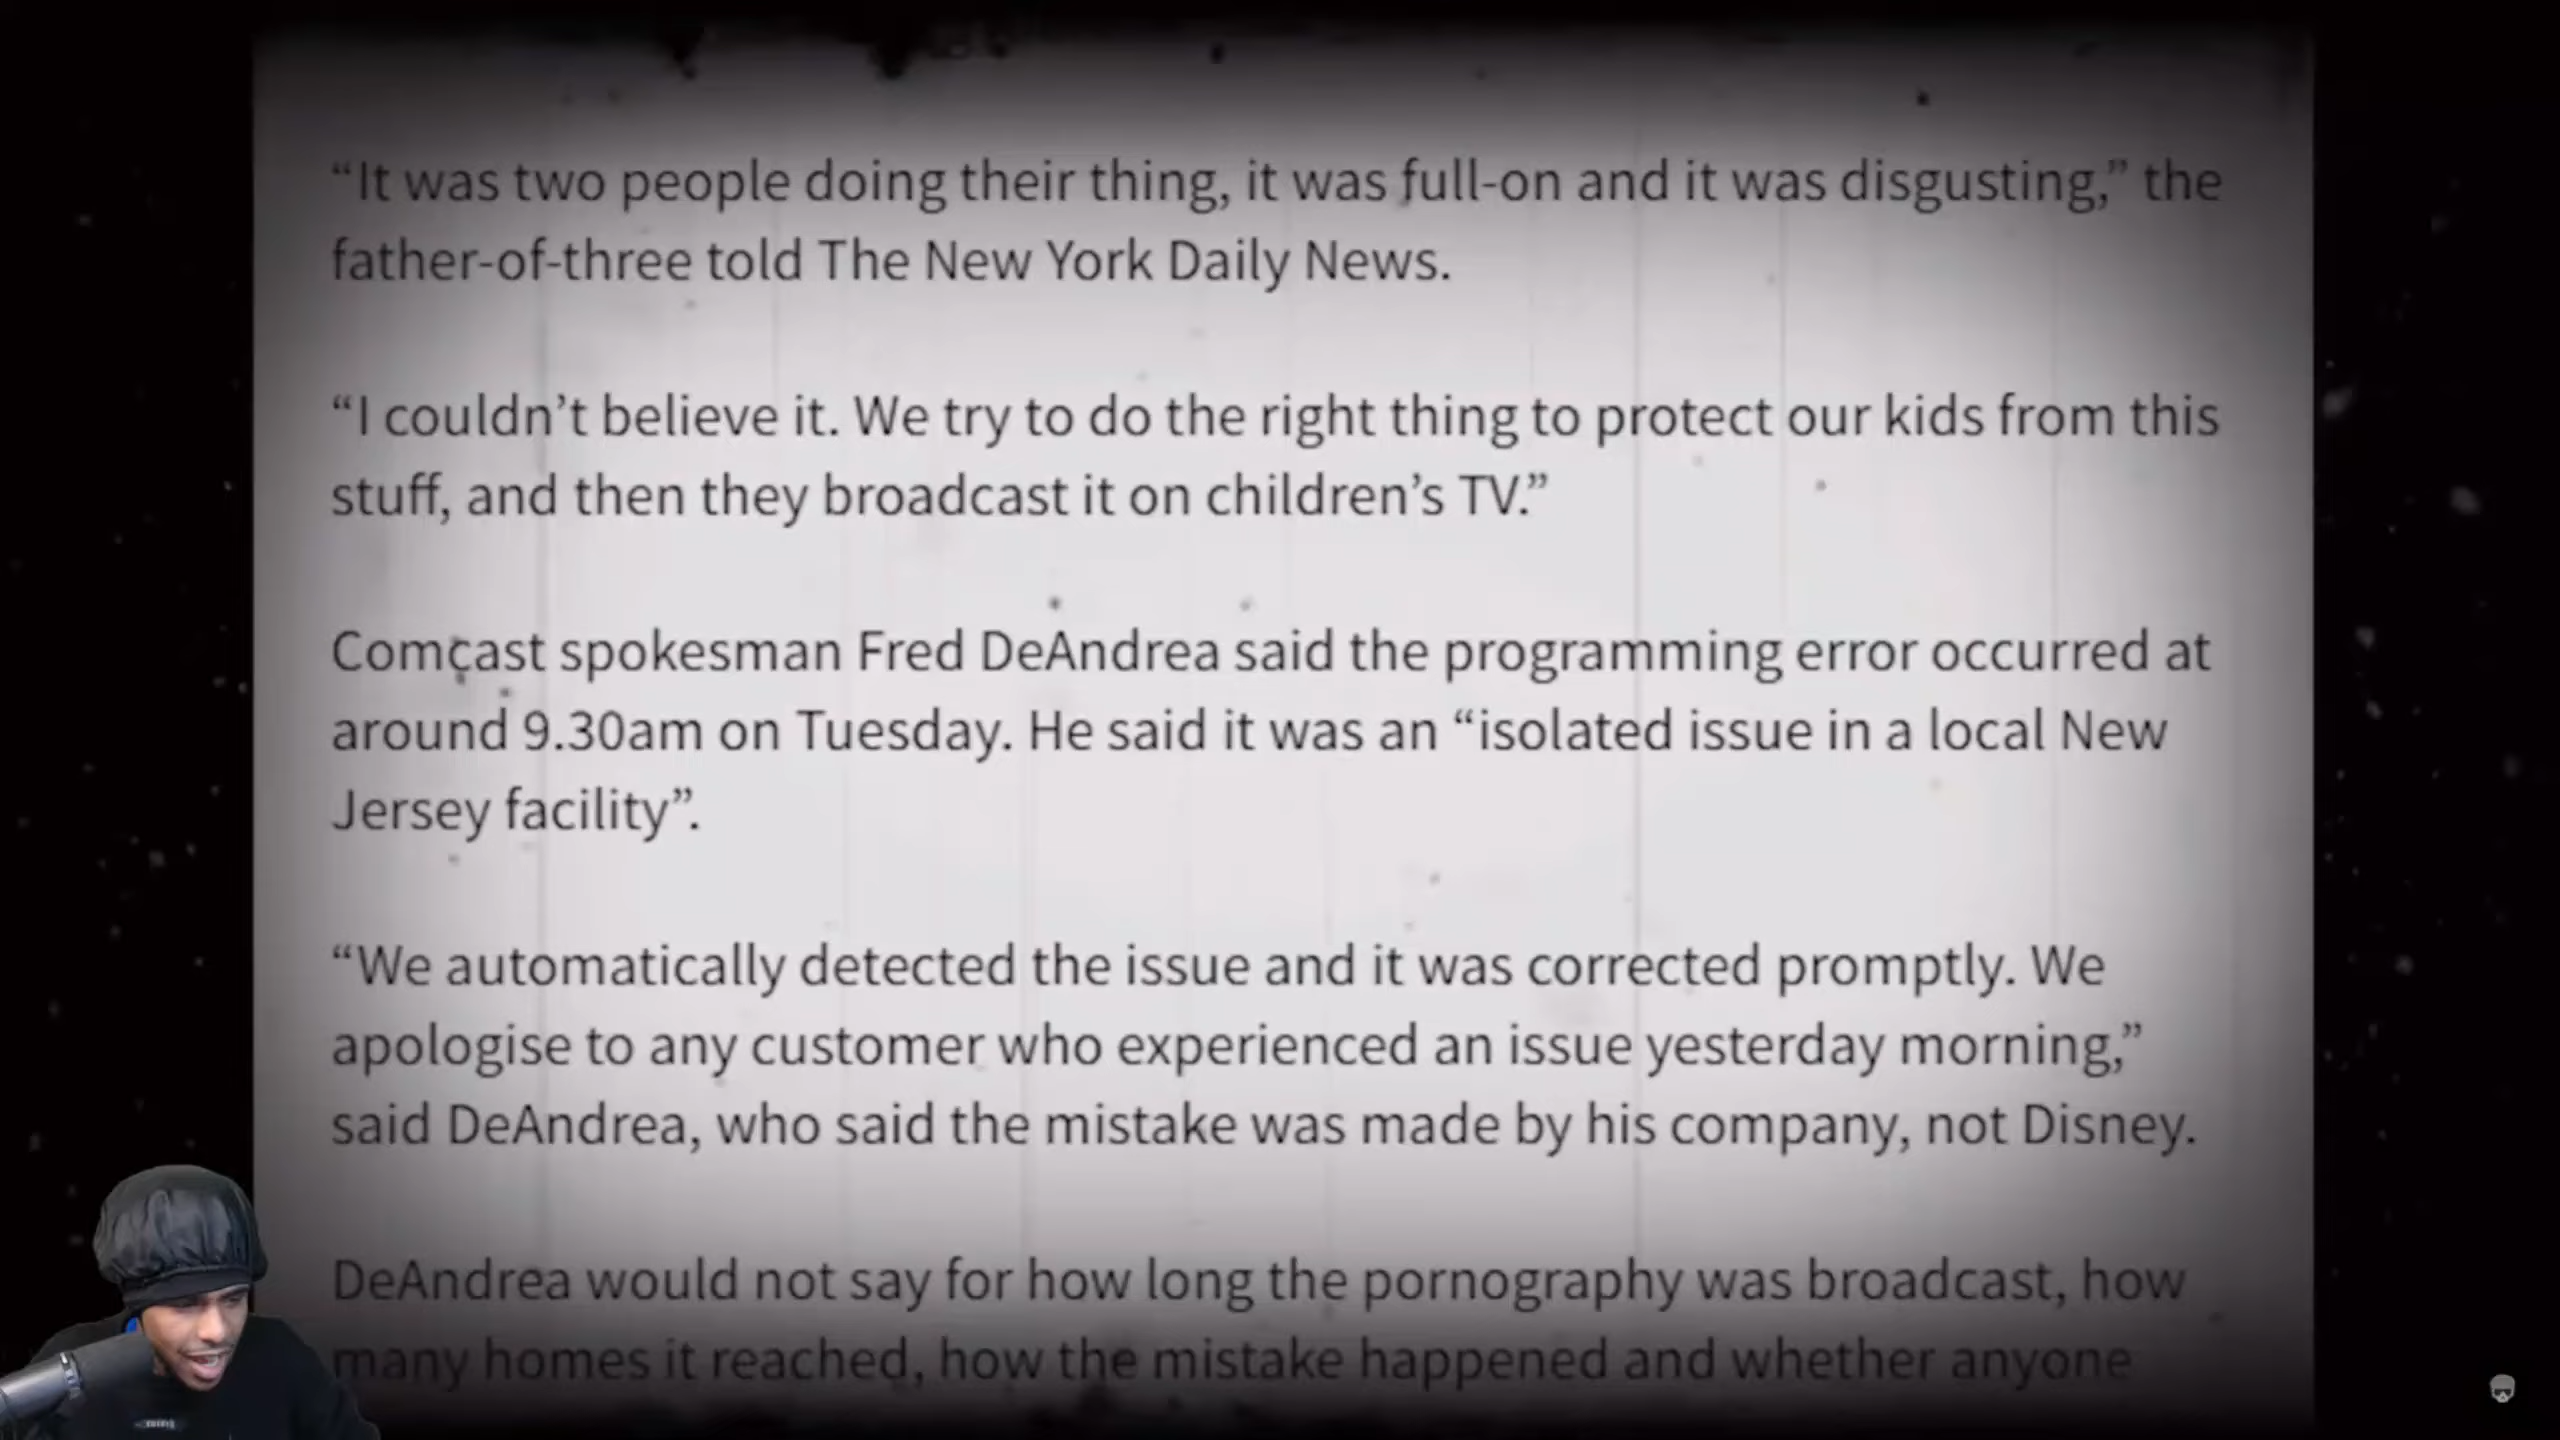 “It was two people doing their thing, it was full-on and it was disgusting,” the
father-of-three told The New York Daily News.
“I couldn’t believe it. We try to do the right thing to protect our kids from this
stuff, and then they broadcast it on children’s TV.”
Comcast spokesman Fred DeAndrea said the programming error occurred at
around 9.30am on Tuesday. He said it was an “isolated issue in a local New
Jersey facility”.
“We automatically detected the issue and it was corrected promptly. We
apologise to any customer who experienced an issue yesterday morning,”
said DeAndrea, who said the mistake was made by his company, not Disney.
DeAndrea would not say for how long the pornography was broadcast, how
many homes it reached, how the mistake happened and whether anyone